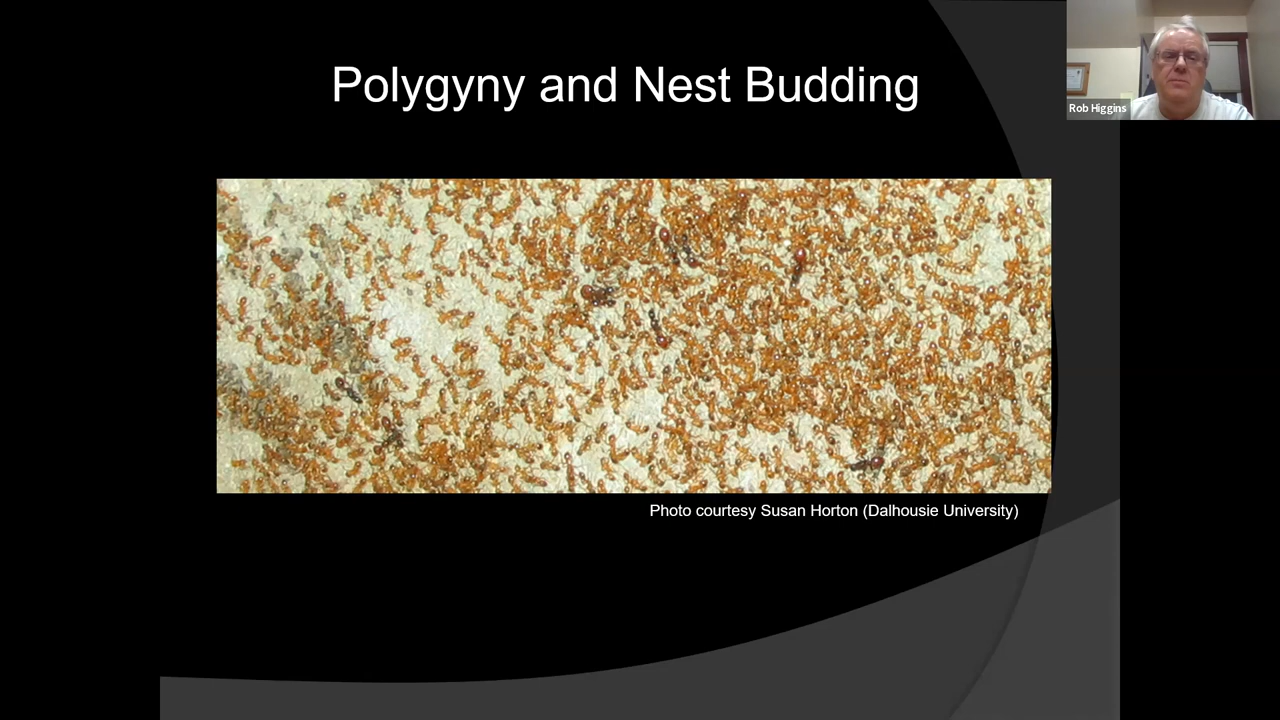 Polygyny and Nest Budding
Rob Higgins
Photo courtesy Susan Horton (Dalhousie University)